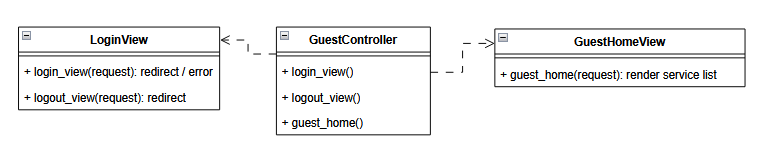 LoginView
+ login_view(request): redirect / error
+ logout_view(request): redirect
GuestController
+ login_view()
+ logout_view()
+ guest_home()
GuestHomeView
+ guest_home(request): render service list